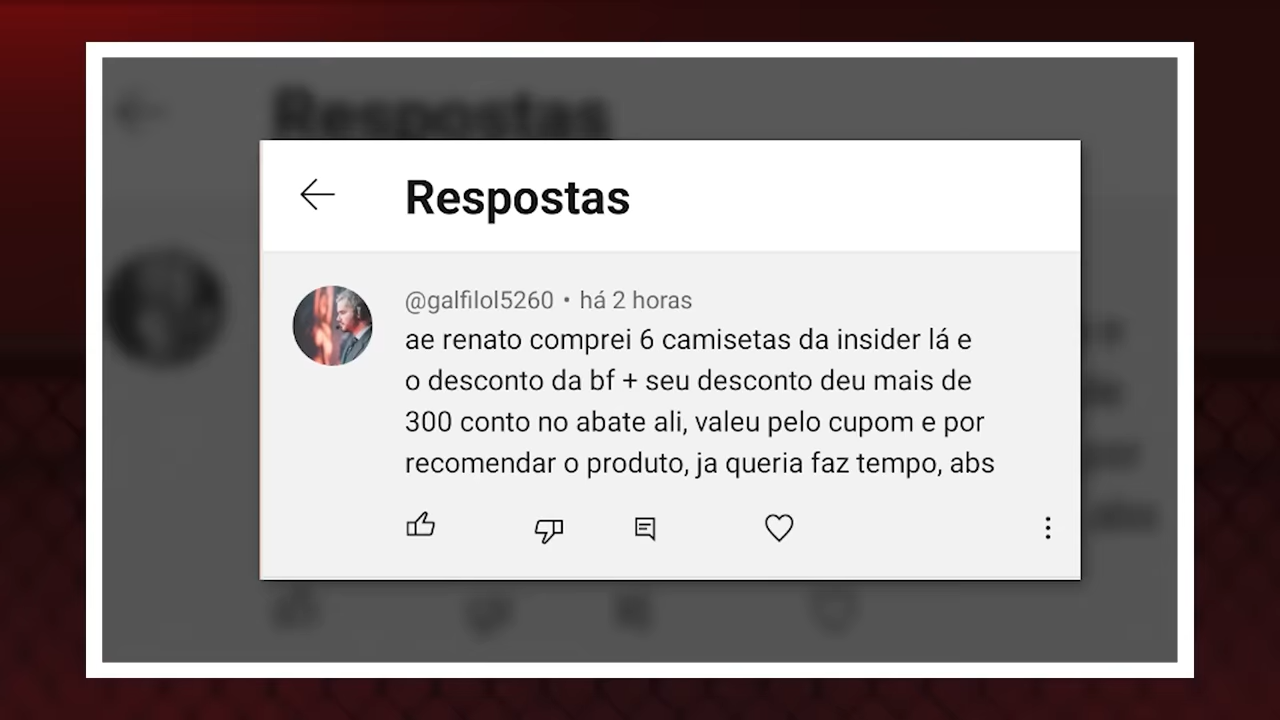 Respostas
Respostas
@galfilol5260 • há 2 horas
ae renato comprei 6 camisetas da insider lá e
o desconto da bf + seu desconto deu mais de
300 conto no abate ali, valeu pelo cupom e por
recomendar o produto, ja queria faz tempo, abs